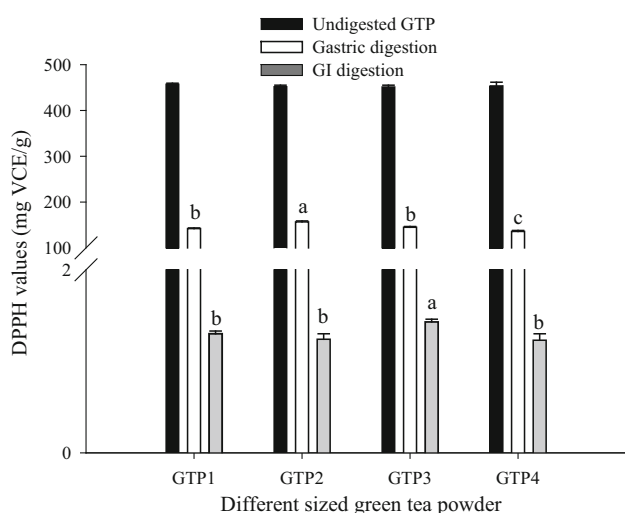 Undigested GTP
Gastric digestion
GI digestion
500
400
300
200
100
2
0
DPPH values (mg VCE/g)
b
a
b
c
b
b
a
b
GTP1 GTP2 GTP3 GTP4
Different sized green tea powder